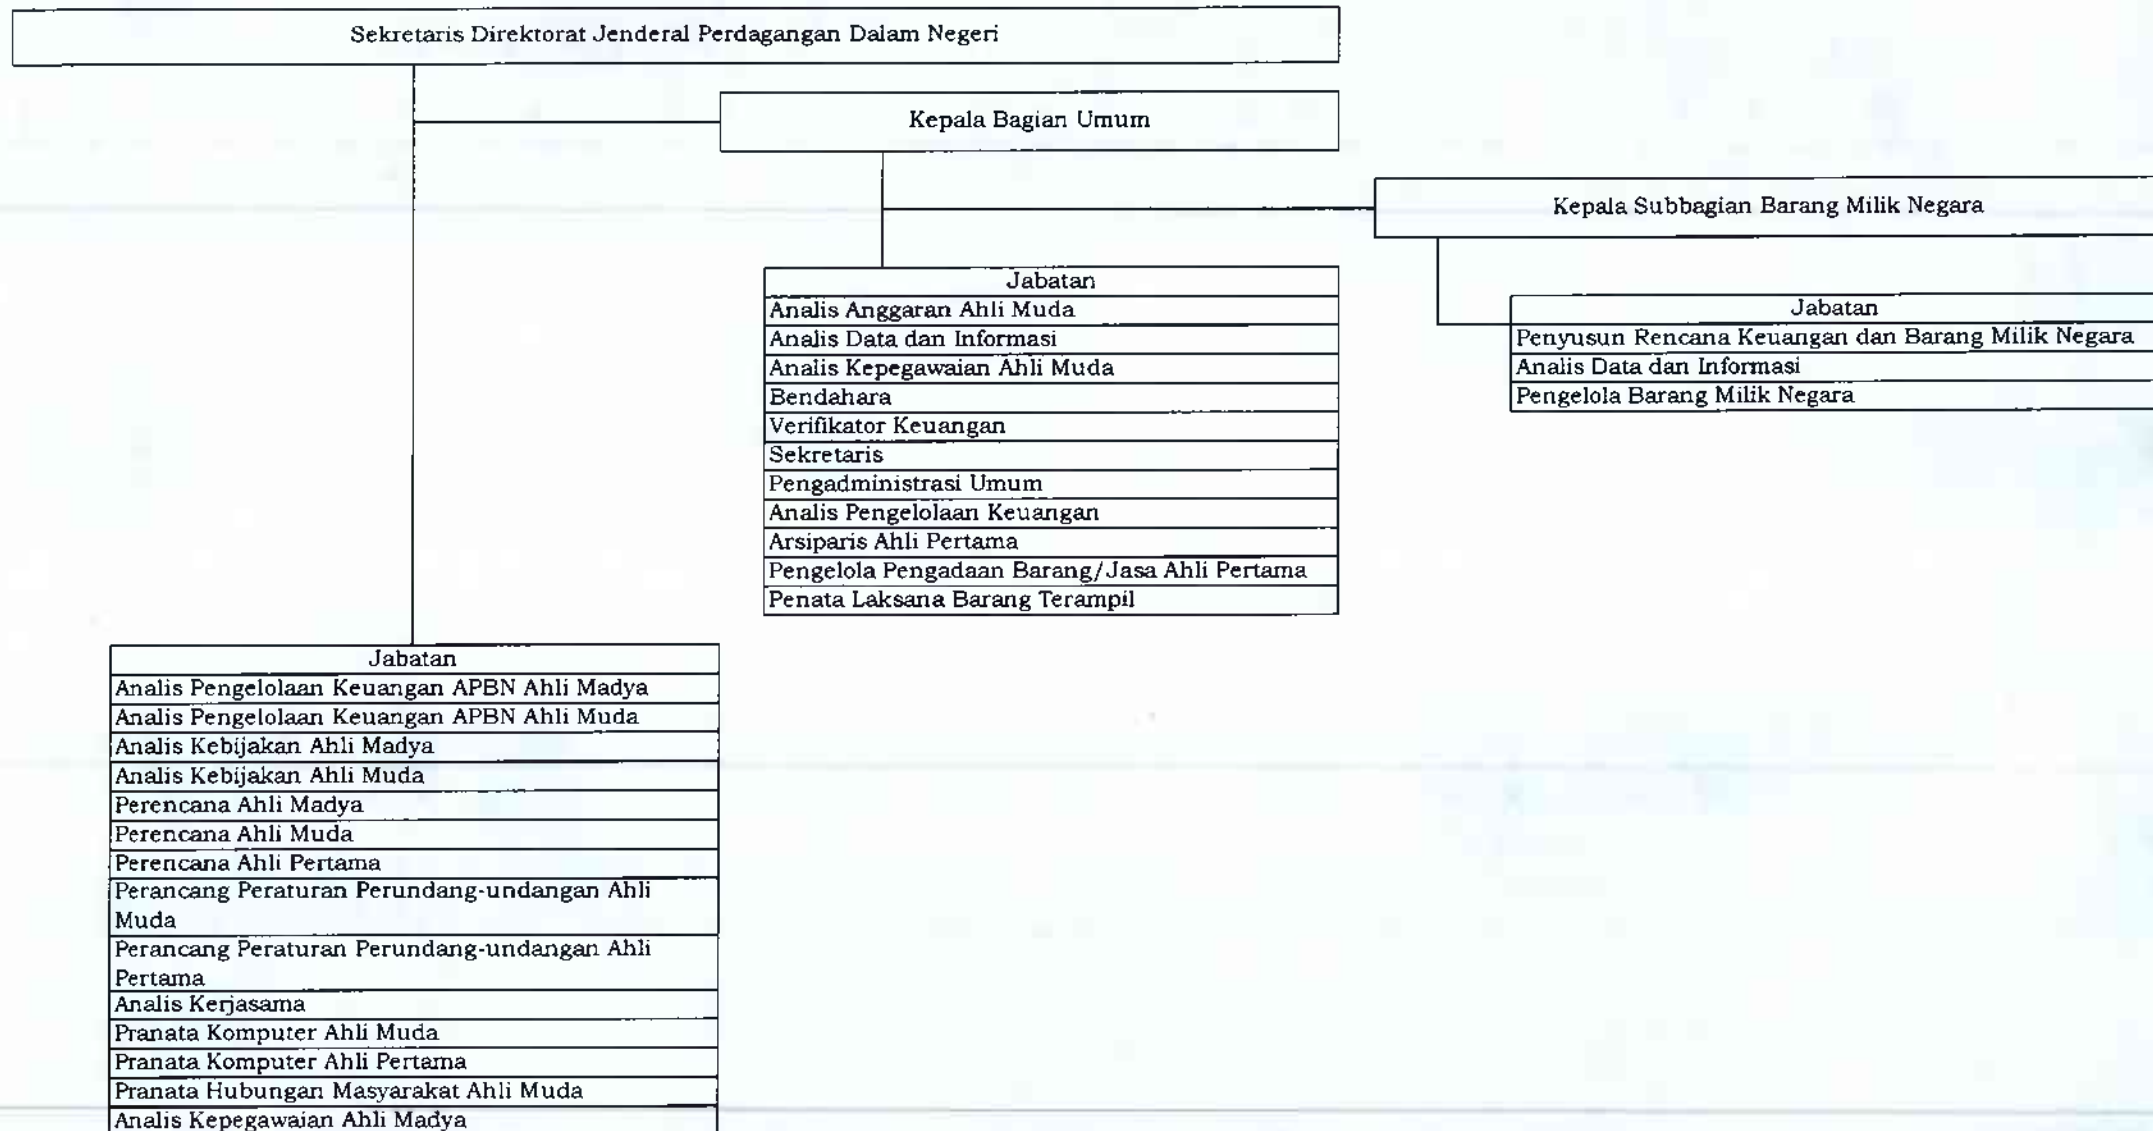 Sekretaris Direktorat Jenderal Perdagangan Dalam Negeri
Kepala Bagian Umum
Kepala Subbagian Barang Milik Negara
Jabatan
Analis Anggaran Ahli Muda
Analis Data dan Informasi
Analis Kepegawaian Ahli Muda
Bendahara
Verifikator Keuangan
Sekretaris
Pengadministrasi Umum
Analis Pengelolaan Keuangan
Arsiparis Ahli Pertama
Pengelola Pengadaan Barang/Jasa Ahli Pertama
Penata Laksana Barang Terampil
Jabatan
Penyusun Rencana Keuangan dan Barang Milik Negara
Analis Data dan Informasi
Pengelola Barang Milik Negara
Jabatan
Analis Pengelolaan Keuangan APBN Ahli Madya
Analis Pengelolaan Keuangan APBN Ahli Muda
Analis Kebijakan Ahli Madya
Analis Kebijakan Ahli Muda
Perencana Ahli Madya
Perencana Ahli Muda
Perencana Ahli Pertama
Perancang Peraturan Perundang-undangan Ahli
Muda
Perancang Peraturan Perundang-undangan Ahli
Pertama
Analis Kerjasama
Pranata Komputer Ahli Muda
Pranata Komputer Ahli Pertama
Pranata Hubungan Masyarakat Ahli Muda
Analis Kepegawaian Ahli Madya